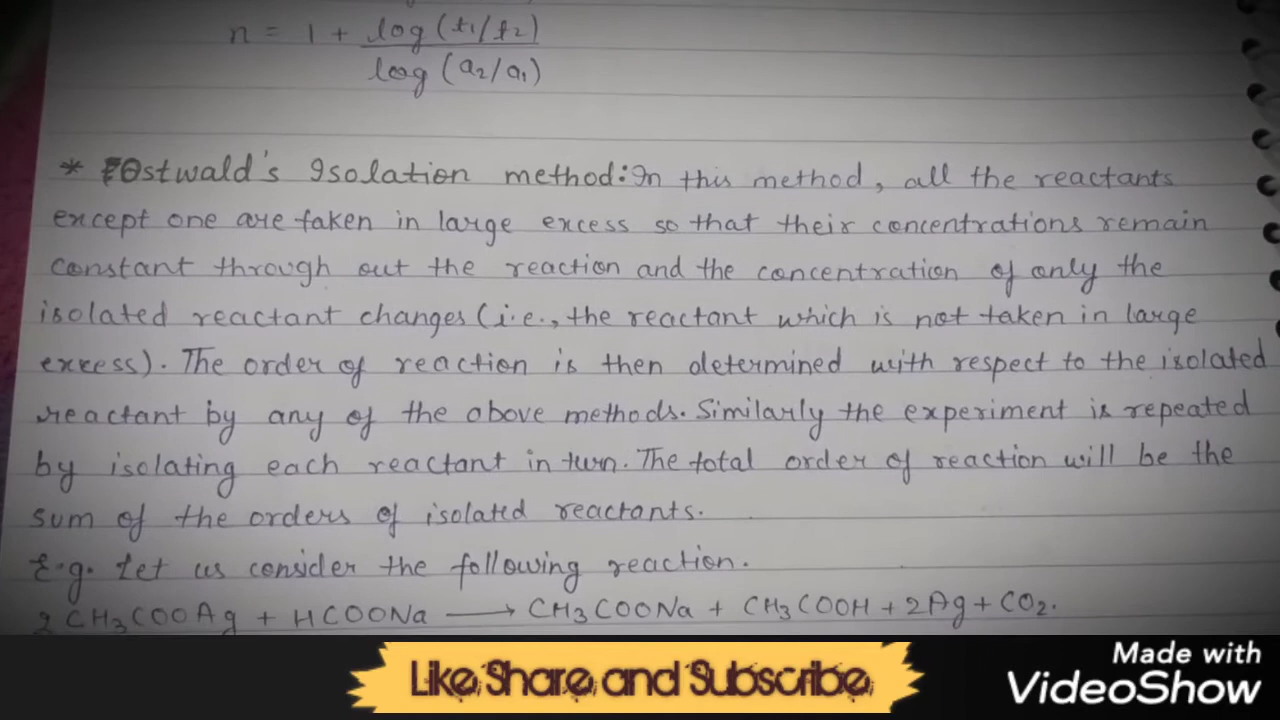 n = 1 + log (t1/t2)
log (a2/a1)
* Ostwald's Isolation method: In this method, all the reactants
except one are taken in large excess so that their concentrations remain
constant through out the reaction and the concentration of only the
isolated reactant changes (i.e., the reactant which is not taken in large
excess). The order of reaction is then determined with respect to the isolated
reactant by any of the above methods. Similarly the experiment is repeated
by isolating each reactant in turn. The total order of reaction will be the
sum of the orders of isolated reactants.
E.g. Let us consider the following reaction.
2 CH3COOAg + HCOONa ⟶ CH3COONa + CH3COOH + 2Ag + CO2.
Like Share and Subscribe
Made with
VideoShow